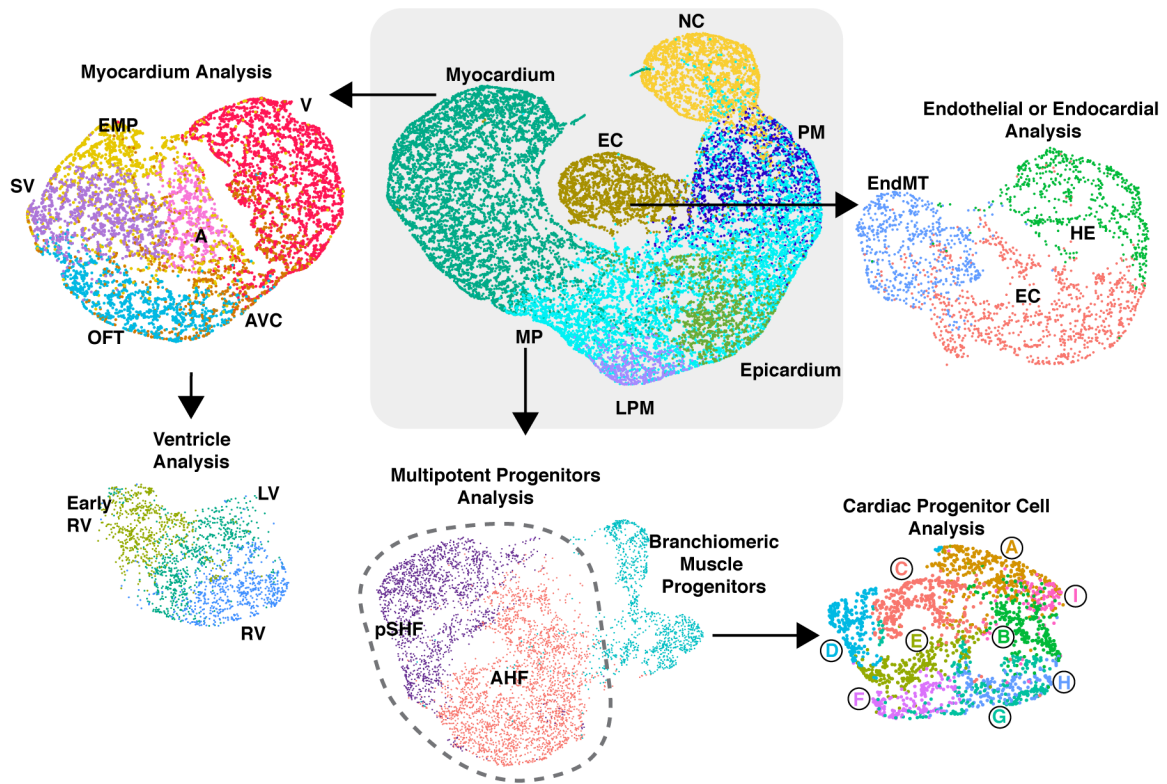 NC
Myocardium Analysis
Myocardium
V
EMP
EC
PM
Endothelial or Endocardial
Analysis
SV
EndMT
A
HE
EC
OFT
AVC
MP
Epicardium
LPM
Ventricle
Analysis
Multipotent Progenitors
Analysis
Early
RV
LV
Cardiac Progenitor Cell
Analysis
Branchiomeric
Muscle
Progenitors
A
C
I
pSHF
E
B
D
AHF
H
F
G
RV